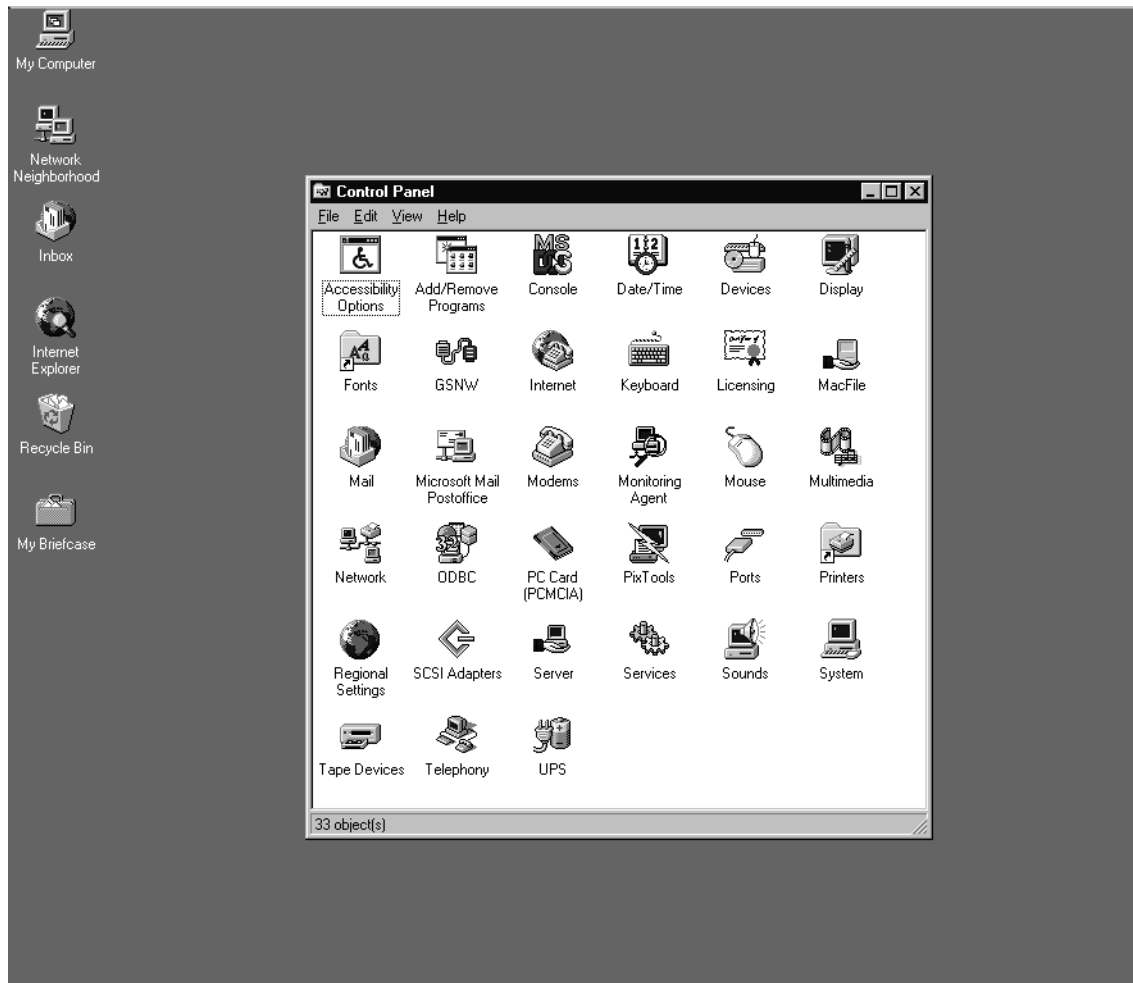 My Computer
Network
Neighborhood
Inbox
Internet
Explorer
Recycle Bin
My Briefcase
Control Panel
File Edit View Help
Accessibility
Options
Add/Remove
Programs
Console
Date/Time
Devices
Display
Fonts
GSNW
Internet
Keyboard
Licensing
MacFile
Mail
Microsoft Mail
Postoffice
Modems
Monitoring
Agent
Mouse
Multimedia
Network
ODBC
PC Card
(PCMCIA)
PixTools
Ports
Printers
Regional
Settings
SCSI Adapters
Server
Services
Sounds
System
Tape Devices
Telephony
UPS
33 object(s)